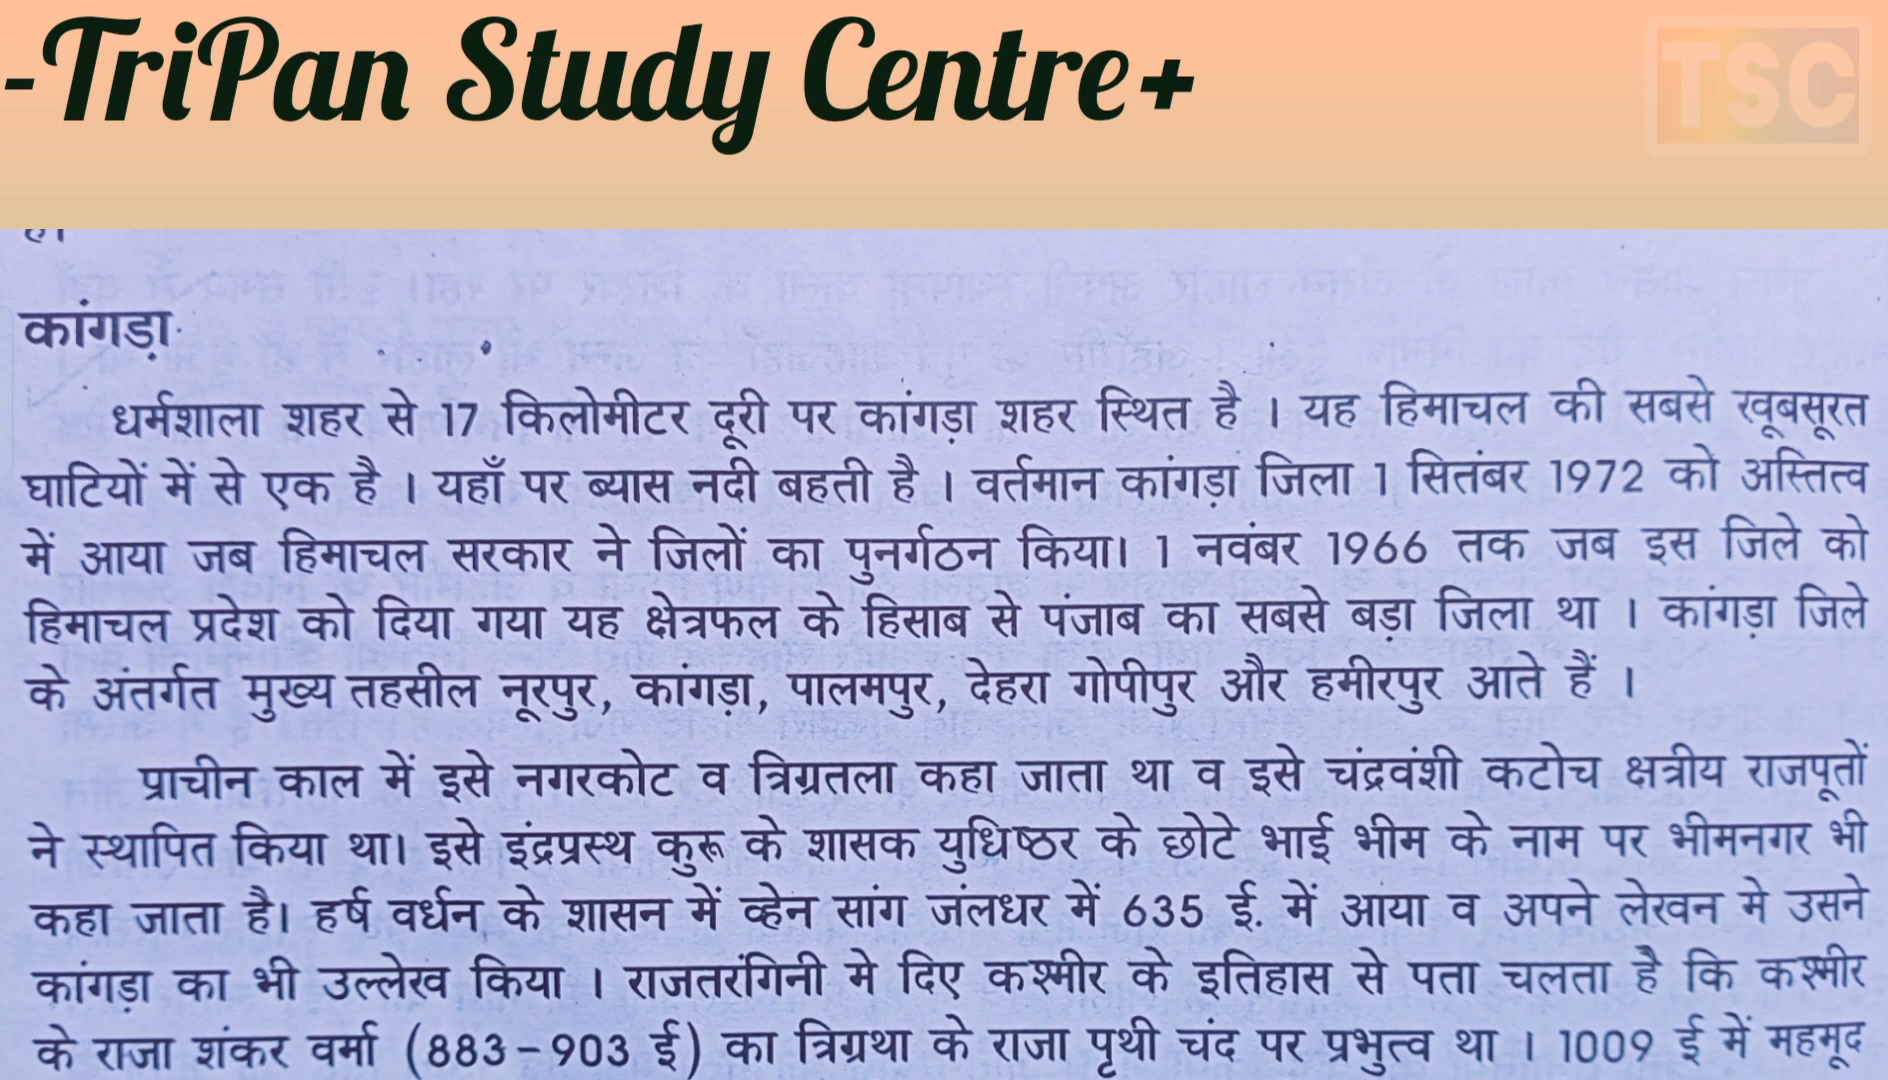 -TriPan Study Centre+
TSC
है।
कांगड़ा
धर्मशाला शहर से 17 किलोमीटर दूरी पर कांगड़ा शहर स्थित है । यह हिमाचल की सबसे खूबसूरत
घाटियों में से एक है । यहाँ पर ब्यास नदी बहती है । वर्तमान कांगड़ा जिला 1 सितंबर 1972 को अस्तित्व
में आया जब हिमाचल सरकार ने जिलों का पुनर्गठन किया। 1 नवंबर 1966 तक जब इस जिले को
हिमाचल प्रदेश को दिया गया यह क्षेत्रफल के हिसाब से पंजाब का सबसे बड़ा जिला था । कांगड़ा जिले
के अंतर्गत मुख्य तहसील नूरपुर, कांगड़ा, पालमपुर, देहरा गोपीपुर और हमीरपुर आते हैं ।
प्राचीन काल में इसे नगरकोट व त्रिग्रतला कहा जाता था व इसे चंद्रवंशी कटोच क्षत्रीय राजपूतों
ने स्थापित किया था। इसे इंद्रप्रस्थ कुरू के शासक युधिष्ठर के छोटे भाई भीम के नाम पर भीमनगर भी
कहा जाता है। हर्ष वर्धन के शासन में व्हेन सांग जंलधर में 635 ई. में आया व अपने लेखन मे उसने
कांगड़ा का भी उल्लेख किया । राजतरंगिनी मे दिए कश्मीर के इतिहास से पता चलता है कि कश्मीर
के राजा शंकर वर्मा (883-903 ई) का त्रिग्रथा के राजा पृथी चंद पर प्रभुत्व था । 1009 ई में महमूद